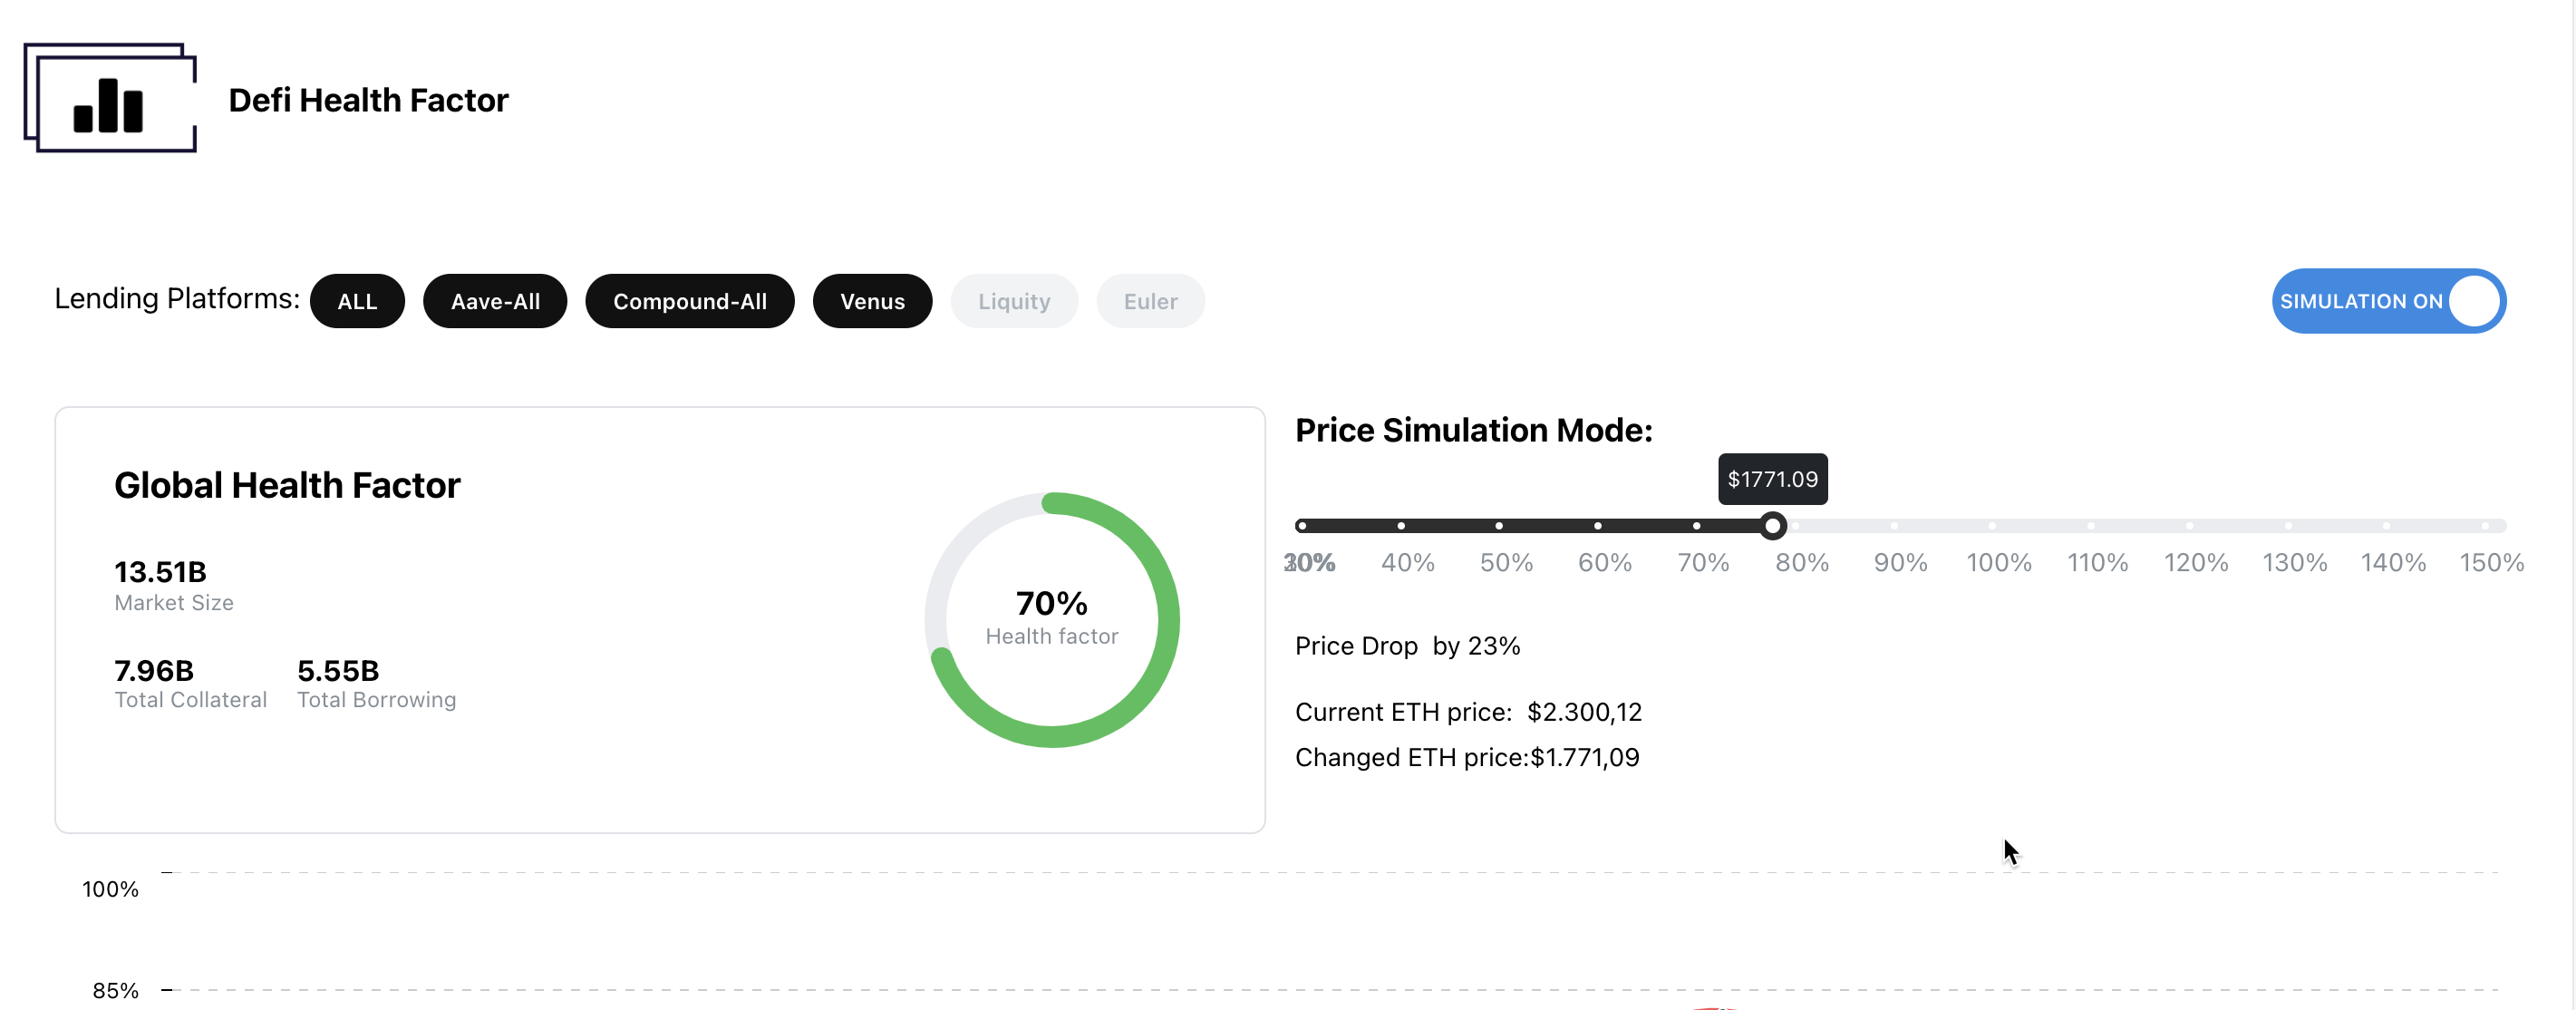 Defi Health Factor
Lending Platforms: ALL Aave-All Compound-All Venus Liquity Euler
SIMULATION ON
Global Health Factor
13.51B
Market Size
7.96B 5.55B
Total Collateral Total Borrowing
70%
Health factor
Price Simulation Mode:
$1771.09
40% 50% 60% 70% 80% 90% 100% 110% 120% 130% 140% 150%
Price Drop by 23%
Current ETH price: $2.300,12
Changed ETH price:$1.771,09
100%
85%